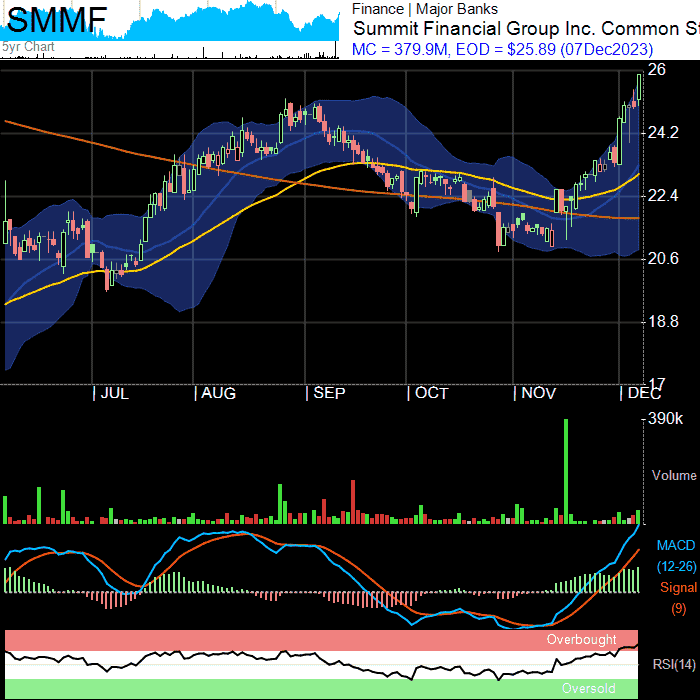 SMMF
5yr Chart
Finance | Major Banks
Summit Financial Group Inc. Common St
MC = 379.9M, EOD = $25.89 (07Dec2023)
26
24.2
22.4
20.6
18.8
17
| JUL | AUG | SEP | OCT | NOV | DEC
390k
Volume
MACD
(12-26)
Signal
(9)
Overbought
RSI(14)
Oversold